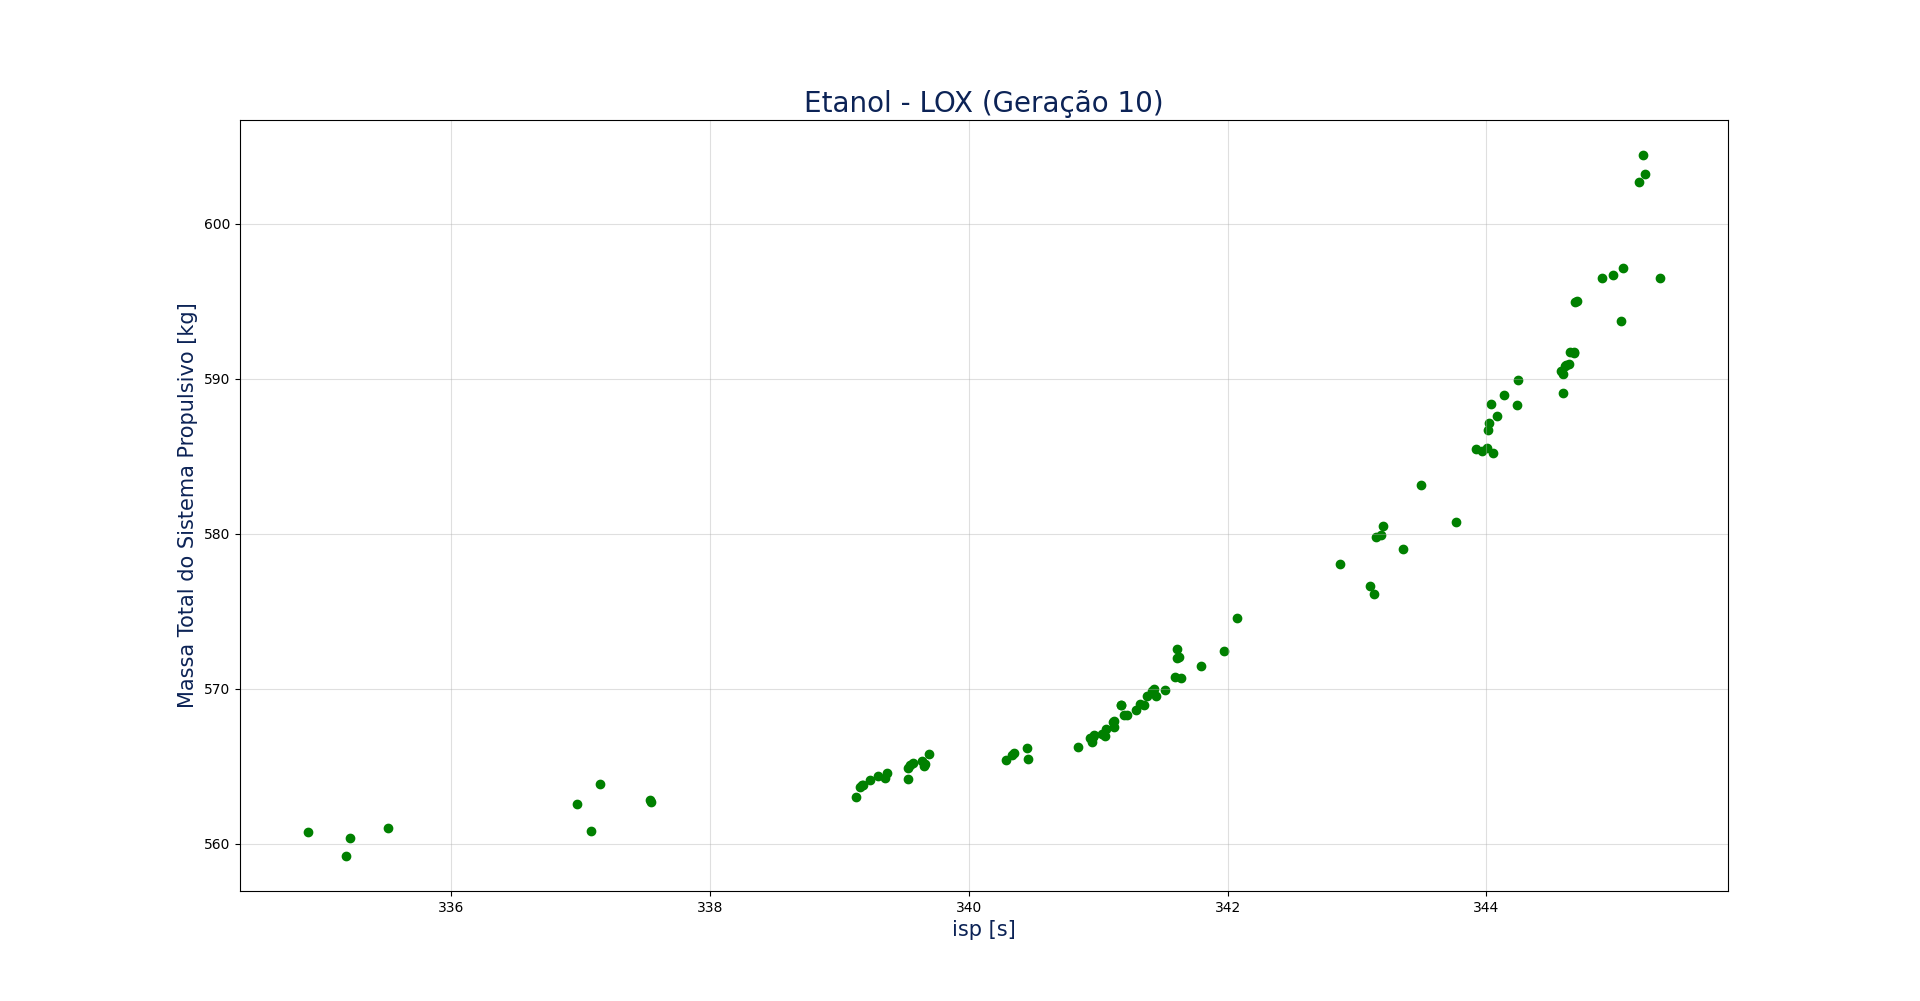 Etanol - LOX (Geração 10)
Massa Total do Sistema Propulsivo [kg]
600
590
580
570
560
336 338 340 342 344
isp [s]